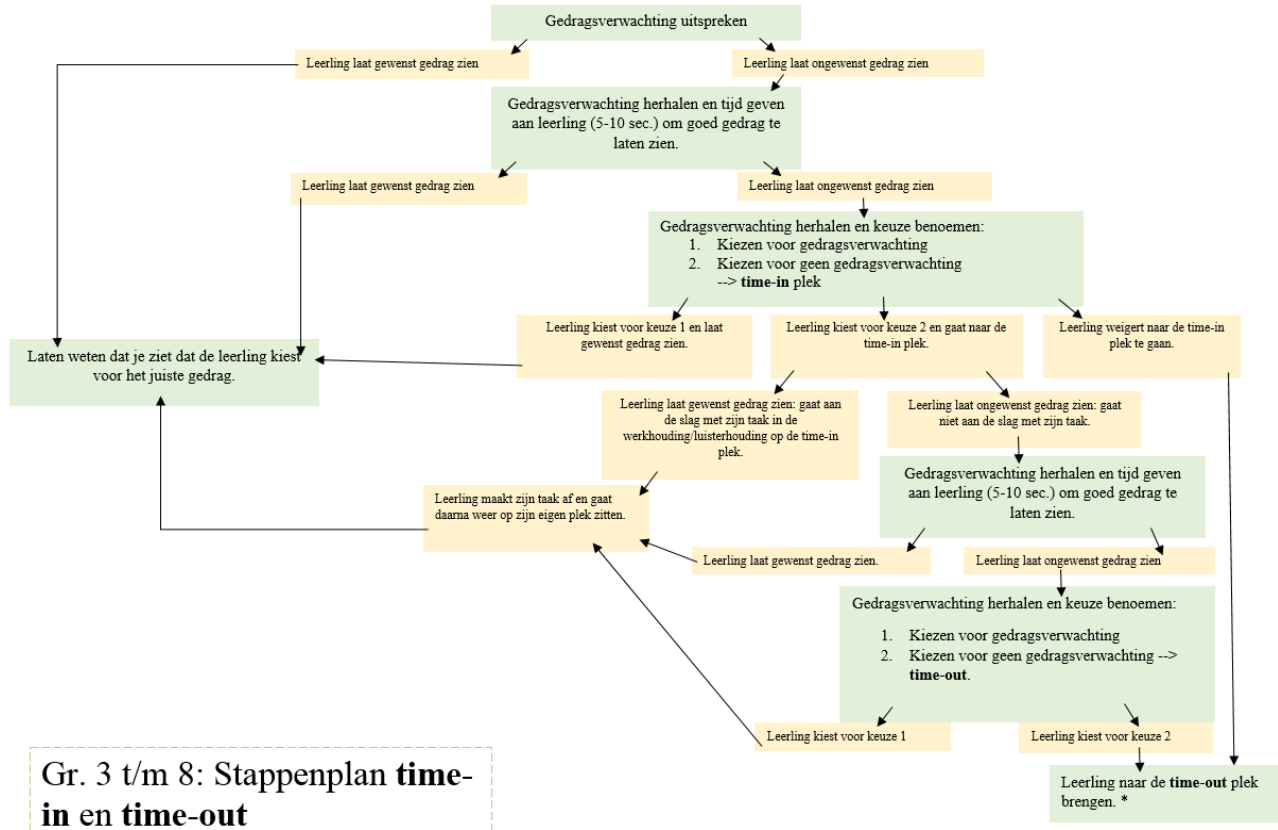 Gedragsverwachting uitspreken
Leerling laat gewenst gedrag zien
Leerling laat ongewenst gedrag zien
Gedragsverwachting herhalen en tijd geven
aan leerling (5-10 sec.) om goed gedrag te
laten zien.
Leerling laat gewenst gedrag zien
Leerling laat ongewenst gedrag zien
Gedragsverwachting herhalen en keuze benoemen:
1. Kiezen voor gedragsverwachting
2. Kiezen voor geen gedragsverwachting
--> time-in plek
Leerling kiest voor keuze 1 en laat
gewenst gedrag zien.
Leerling kiest voor keuze 2 en gaat naar de
time-in plek.
Leerling weigert naar de time-in
plek te gaan.
Laten weten dat je ziet dat de leerling kiest
voor het juiste gedrag.
Leerling laat gewenst gedrag zien: gaat aan
de slag met zijn taak in de
werkhouding/luisterhouding op de time-in
plek.
Leerling laat ongewenst gedrag zien: gaat
niet aan de slag met zijn taak.
Gedragsverwachting herhalen en tijd geven
aan leerling (5-10 sec.) om goed gedrag te
laten zien.
Leerling maakt zijn taak af en gaat
daarna weer op zijn eigen plek zitten.
Leerling laat gewenst gedrag zien.
Leerling laat ongewenst gedrag zien
Gedragsverwachting herhalen en keuze benoemen:
1. Kiezen voor gedragsverwachting
2. Kiezen voor geen gedragsverwachting -->
time-out.
Leerling kiest voor keuze 1
Leerling kiest voor keuze 2
Leerling naar de time-out plek
brengen. *
Gr. 3 t/m 8: Stappenplan time-
in en time-out